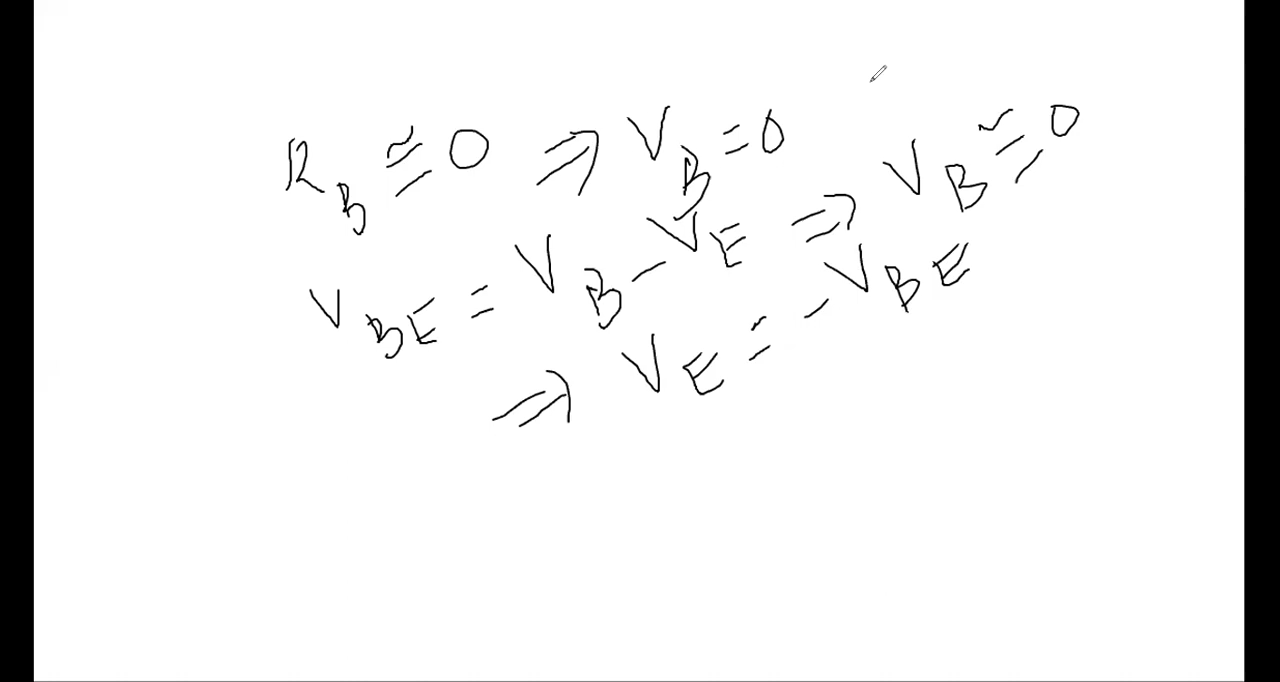 R_B ≅ 0 ⇒ V_B = 0
V_BE = V_B - V_E ⇒ V_B ≅ 0
⇒ V_E ≃ - V_BE